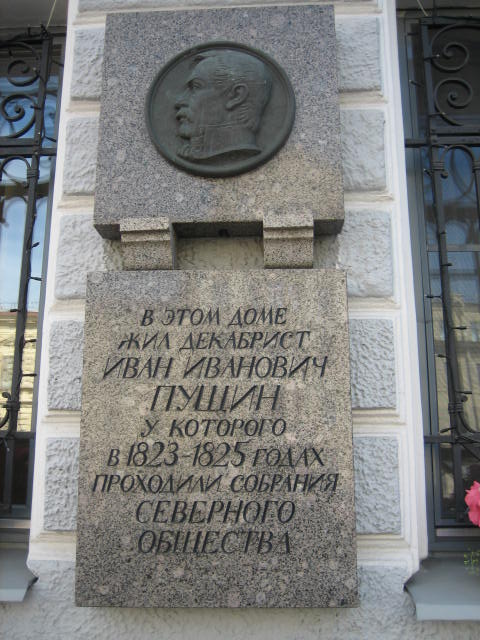 В ЭТОМ ДОМЕ
ЖИЛ ДЕКАБРИСТ
ИВАН ИВАНОВИЧ
ПУЩИН
У КОТОРОГО
В 1823-1825 ГОДАХ
ПРОХОДИЛИ СОБРАНИЯ
СЕВЕРНОГО
ОБЩЕСТВА